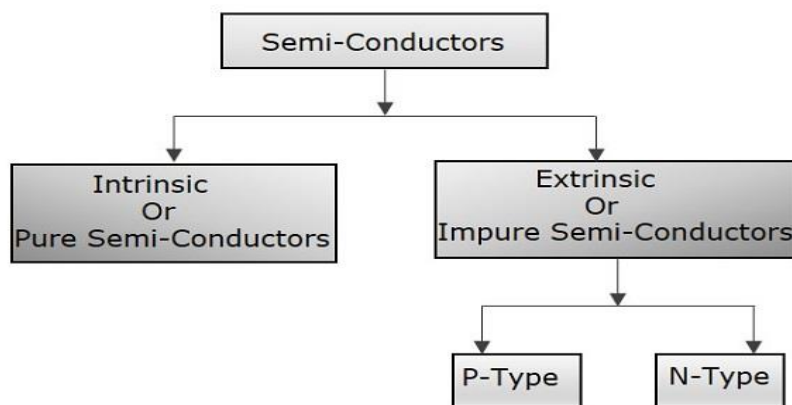 Semi-Conductors
Intrinsic
Or
Pure Semi-Conductors
Extrinsic
Or
Impure Semi-Conductors
P-Type
N-Type